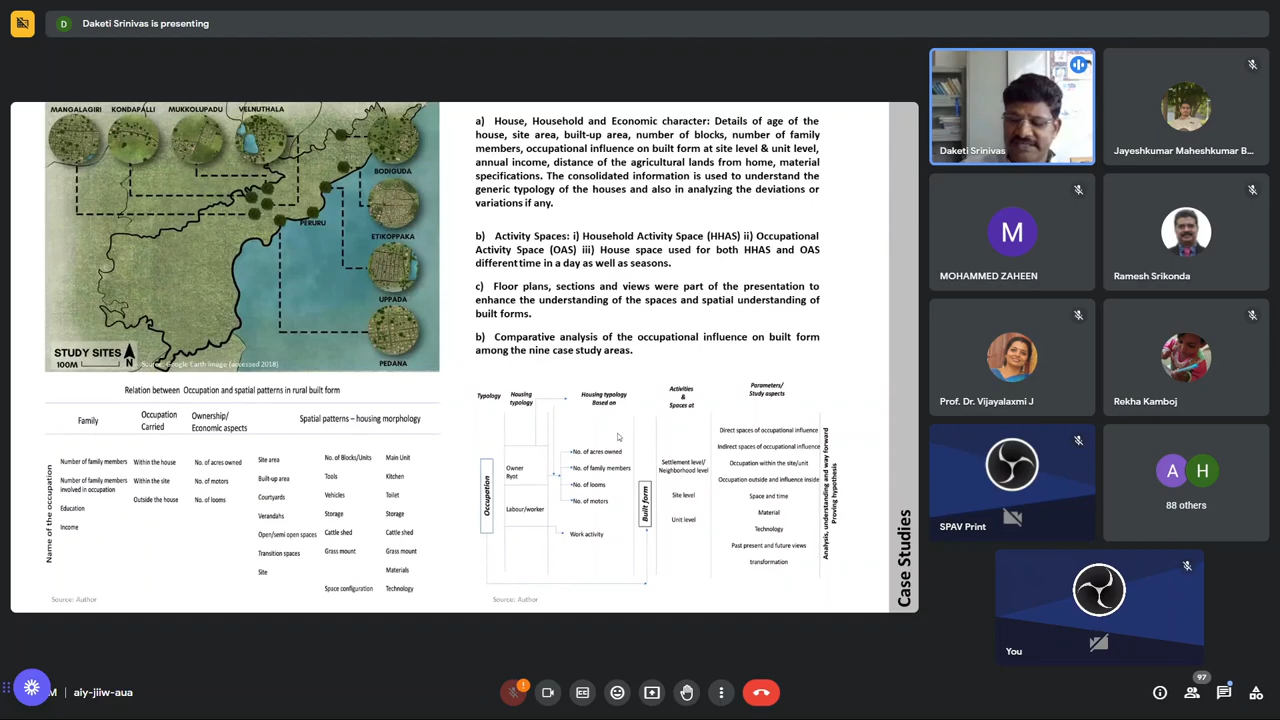 D Daketi Srinivas is presenting
MANGALAGIRI KONDAPALLI MUKKOLUPADU VELNUTHALA
BODIGUDA
PERURU
ETIKOPPAKA
UPPADA
STUDY SITES N
100M
Source: Google Earth Image (accessed 2018)
PEDANA
a) House, Household and Economic character: Details of age of the
house, site area, built-up area, number of blocks, number of family
members, occupational influence on built form at site level & unit level,
annual income, distance of the agricultural lands from home, material
specifications. The consolidated information is used to understand the
generic typology of the houses and also in analyzing the deviations or
variations if any.
b) Activity Spaces: i) Household Activity Space (HHAS) ii) Occupational
Activity Space (OAS) iii) House space used for both HHAS and OAS
different time in a day as well as seasons.
c) Floor plans, sections and views were part of the presentation to
enhance the understanding of the spaces and spatial understanding of
built forms.
b) Comparative analysis of the occupational influence on built form
among the nine case study areas.
Relation between Occupation and spatial patterns in rural built form
Family
Occupation
Carried
Ownership/
Economic aspects
Spatial patterns – housing morphology
Name of the occupation
Number of family members
Number of family members
involved in occupation
Education
Income
Within the house
Within the site
Outside the house
No. of acres owned
No. of motors
No. of looms
Site area
Built-up area
Courtyards
Verandahs
Open/semi open spaces
Transition spaces
Site
No. of Blocks/Units
Tools
Vehicles
Storage
Cattle shed
Grass mount
Space configuration
Main Unit
Kitchen
Toilet
Storage
Cattle shed
Grass mount
Materials
Technology
Source: Author
Typology
Housing
typology
Housing typology
Based on
Activities
&
Spaces at
Parameters/
Study aspects
Occupation
Owner
Ryot
Labour/worker
No. of acres owned
No. of family members
No. of looms
No. of motors
Work activity
Built form
Settlement level/
Neighborhood level
Site level
Unit level
Direct spaces of occupational influence
Indirect spaces of occupational influence
Occupation within the site/unit
Occupation outside and influence inside
Space and time
Material
Technology
Past present and future views
transformation
Analysis, understanding and way forward
Proving hypothesis
Source: Author
Case Studies
Daketi Srinivas
Jayeshkumar Maheshkumar B...
M
MOHAMMED ZAHEEN
Ramesh Srikonda
Prof. Dr. Vijayalaxmi J
Rekha Kamboj
SPAV Print
A H
88 others
You
M aiy-jiiw-aua
!
97